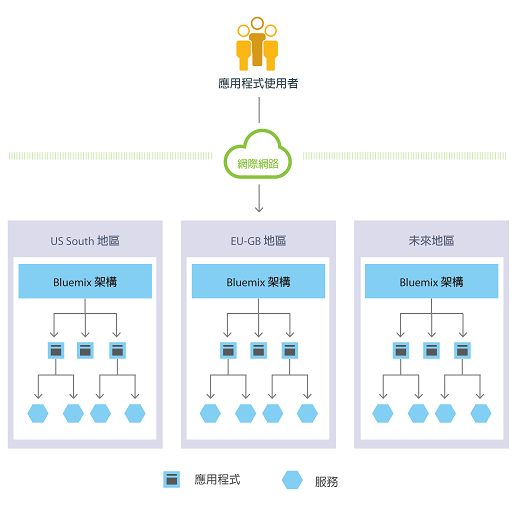 應用程式使用者
網際網路
US South 地區
EU-GB 地區
未來地區
Bluemix 架構
Bluemix 架構
Bluemix 架構
應用程式
服務